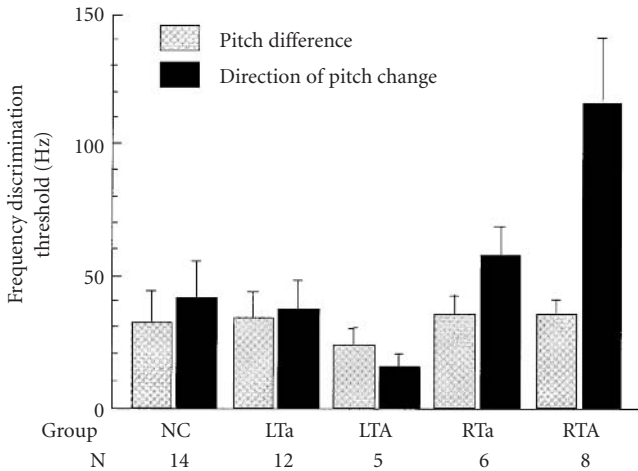 150
Pitch difference
Direction of pitch change
100
50
0
Frequency discrimination
threshold (Hz)
Group NC LTa LTA RTa RTA
N 14 12 5 6 8